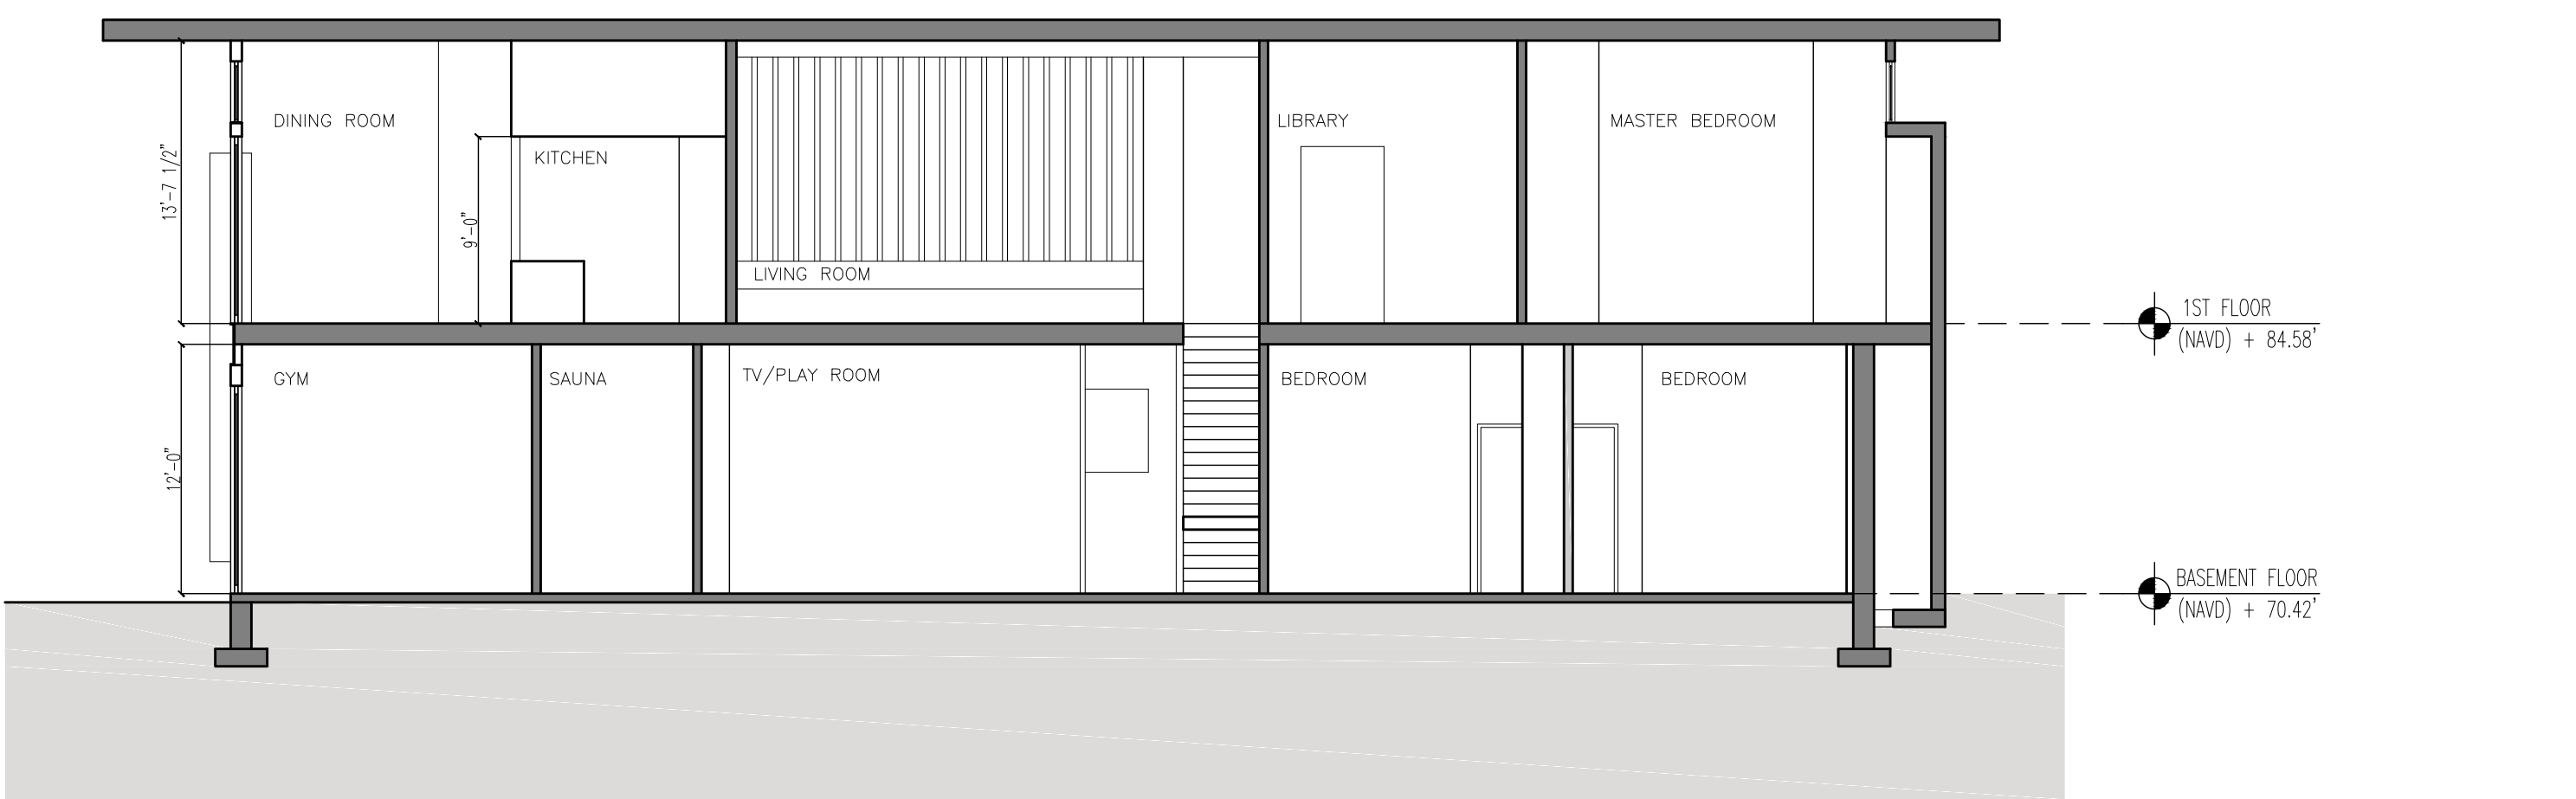 DINING ROOM
LIBRARY
MASTER BEDROOM
KITCHEN
13'-7 1/2"
9'-0"
LIVING ROOM
1ST FLOOR
(NAVD) + 84.58'
GYM
SAUNA
TV/PLAY ROOM
BEDROOM
BEDROOM
12'-0"
BASEMENT FLOOR
(NAVD) + 70.42'